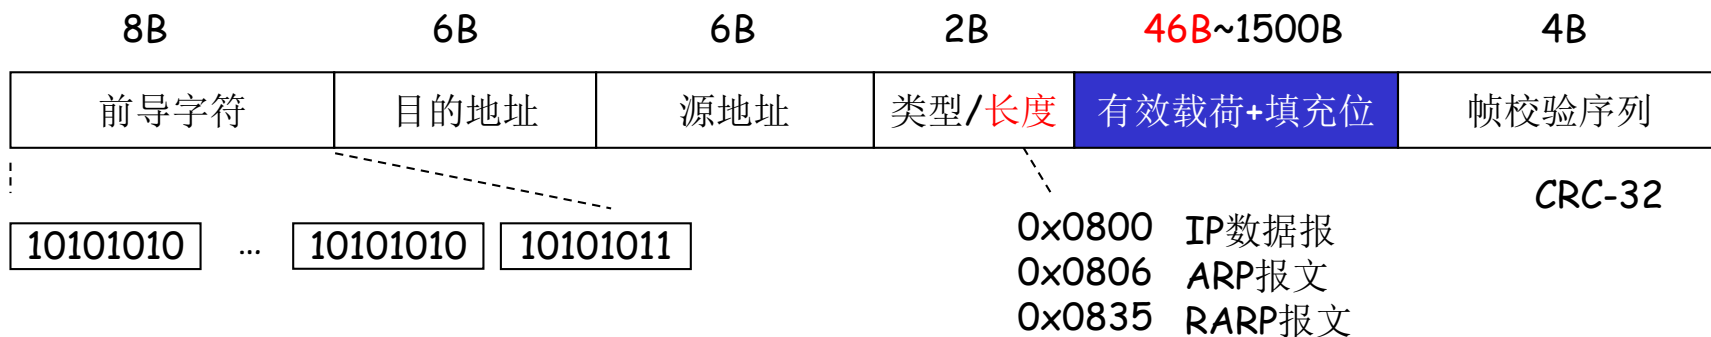 8B 6B 6B 2B 46B~1500B 4B
前导字符 目的地址 源地址 类型/长度 有效载荷+填充位 帧校验序列
CRC-32
10101010 ... 10101010 10101011
0x0800 IP数据报
0x0806 ARP报文
0x0835 RARP报文